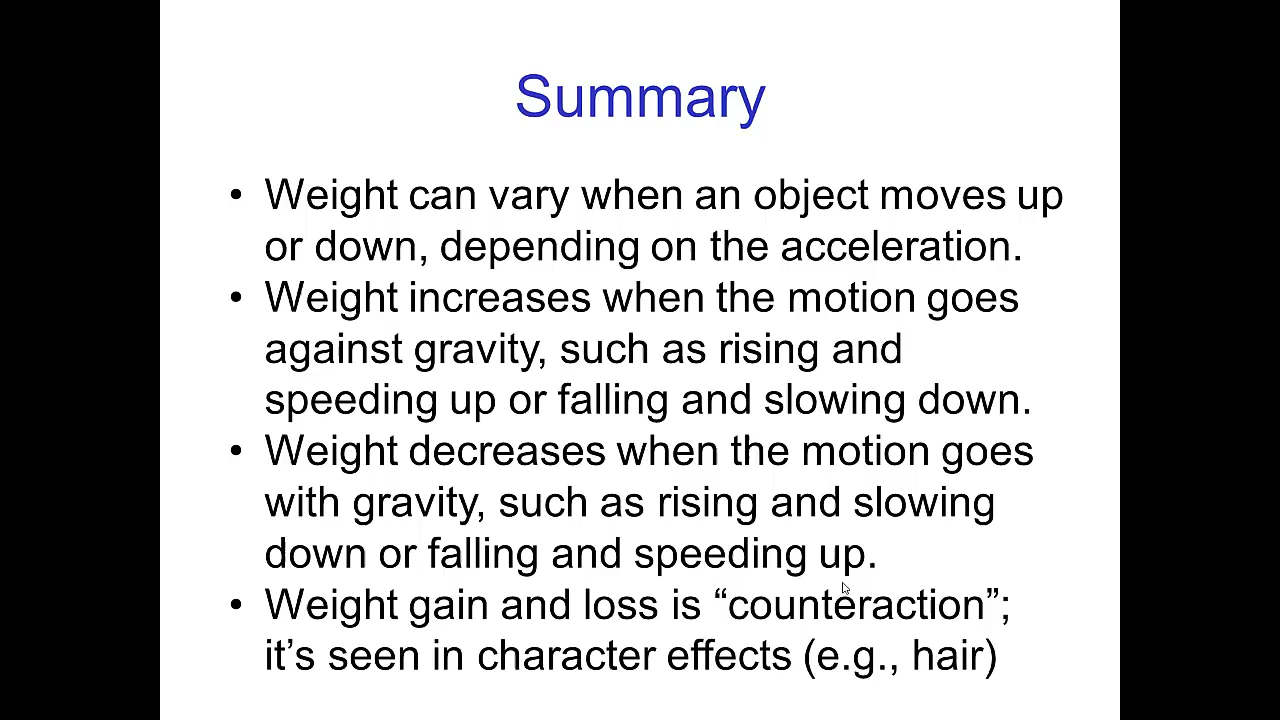 Summary
• Weight can vary when an object moves up
or down, depending on the acceleration.
• Weight increases when the motion goes
against gravity, such as rising and
speeding up or falling and slowing down.
• Weight decreases when the motion goes
with gravity, such as rising and slowing
down or falling and speeding up.
• Weight gain and loss is “counteraction”;
it’s seen in character effects (e.g., hair)